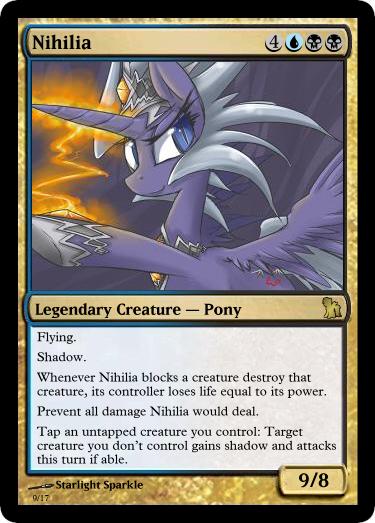 Nihilia
4
Legendary Creature — Pony
Flying.
Shadow.
Whenever Nihilia blocks a creature destroy that
creature, its controller loses life equal to its power.
Prevent all damage Nihilia would deal.
Tap an untapped creature you control: Target
creature you don't control gains shadow and attacks
this turn if able.
9/8
Starlight Sparkle
9/17